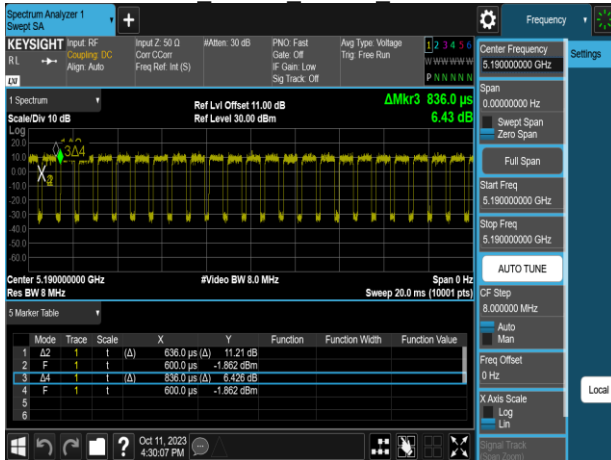 Spectrum Analyzer 1
Swept SA
+
Frequency
KEYSIGHT
RL
LXI
Input: RF
Coupling: DC
Align: Auto
Input Z: 50 Ω
Corr CCorr
Freq Ref: Int (S)
#Atten: 30 dB
PNO: Fast
Gate: Off
IF Gain: Low
Sig Track: Off
Avg Type: Voltage
Trig: Free Run
1 2 3 4 5 6
W W W W W W
P N N N N N
1 Spectrum
Scale/Div 10 dB
Ref Lvl Offset 11.00 dB
Ref Level 30.00 dBm
ΔMkr3 836.0 µs
6.43 dB
Log
20.0
10.0
0.00
-10.0
-20.0
-30.0
-40.0
-50.0
-60.0
3Δ4
X2
Center 5.190000000 GHz
Res BW 8 MHz
#Video BW 8.0 MHz
Span 0 Hz
Sweep 20.0 ms (10001 pts)
5 Marker Table
Mode Trace Scale X Y Function Function Width Function Value
1 Δ2 1 t (Δ) 636.0 µs (Δ) 11.21 dB
2 F 1 t 600.0 µs -1.862 dBm
3 Δ4 1 t (Δ) 836.0 µs (Δ) 6.426 dB
4 F 1 t 600.0 µs -1.862 dBm
5
6
Oct 11, 2023
4:30:07 PM
?
Center Frequency
5.190000000 GHz
Span
0.00000000 Hz
Swept Span
Zero Span
Full Span
Start Freq
5.190000000 GHz
Stop Freq
5.190000000 GHz
AUTO TUNE
CF Step
8.000000 MHz
Auto
Man
Freq Offset
0 Hz
X Axis Scale
Log
Lin
Signal Track
(Span Zoom)
Settings
Local